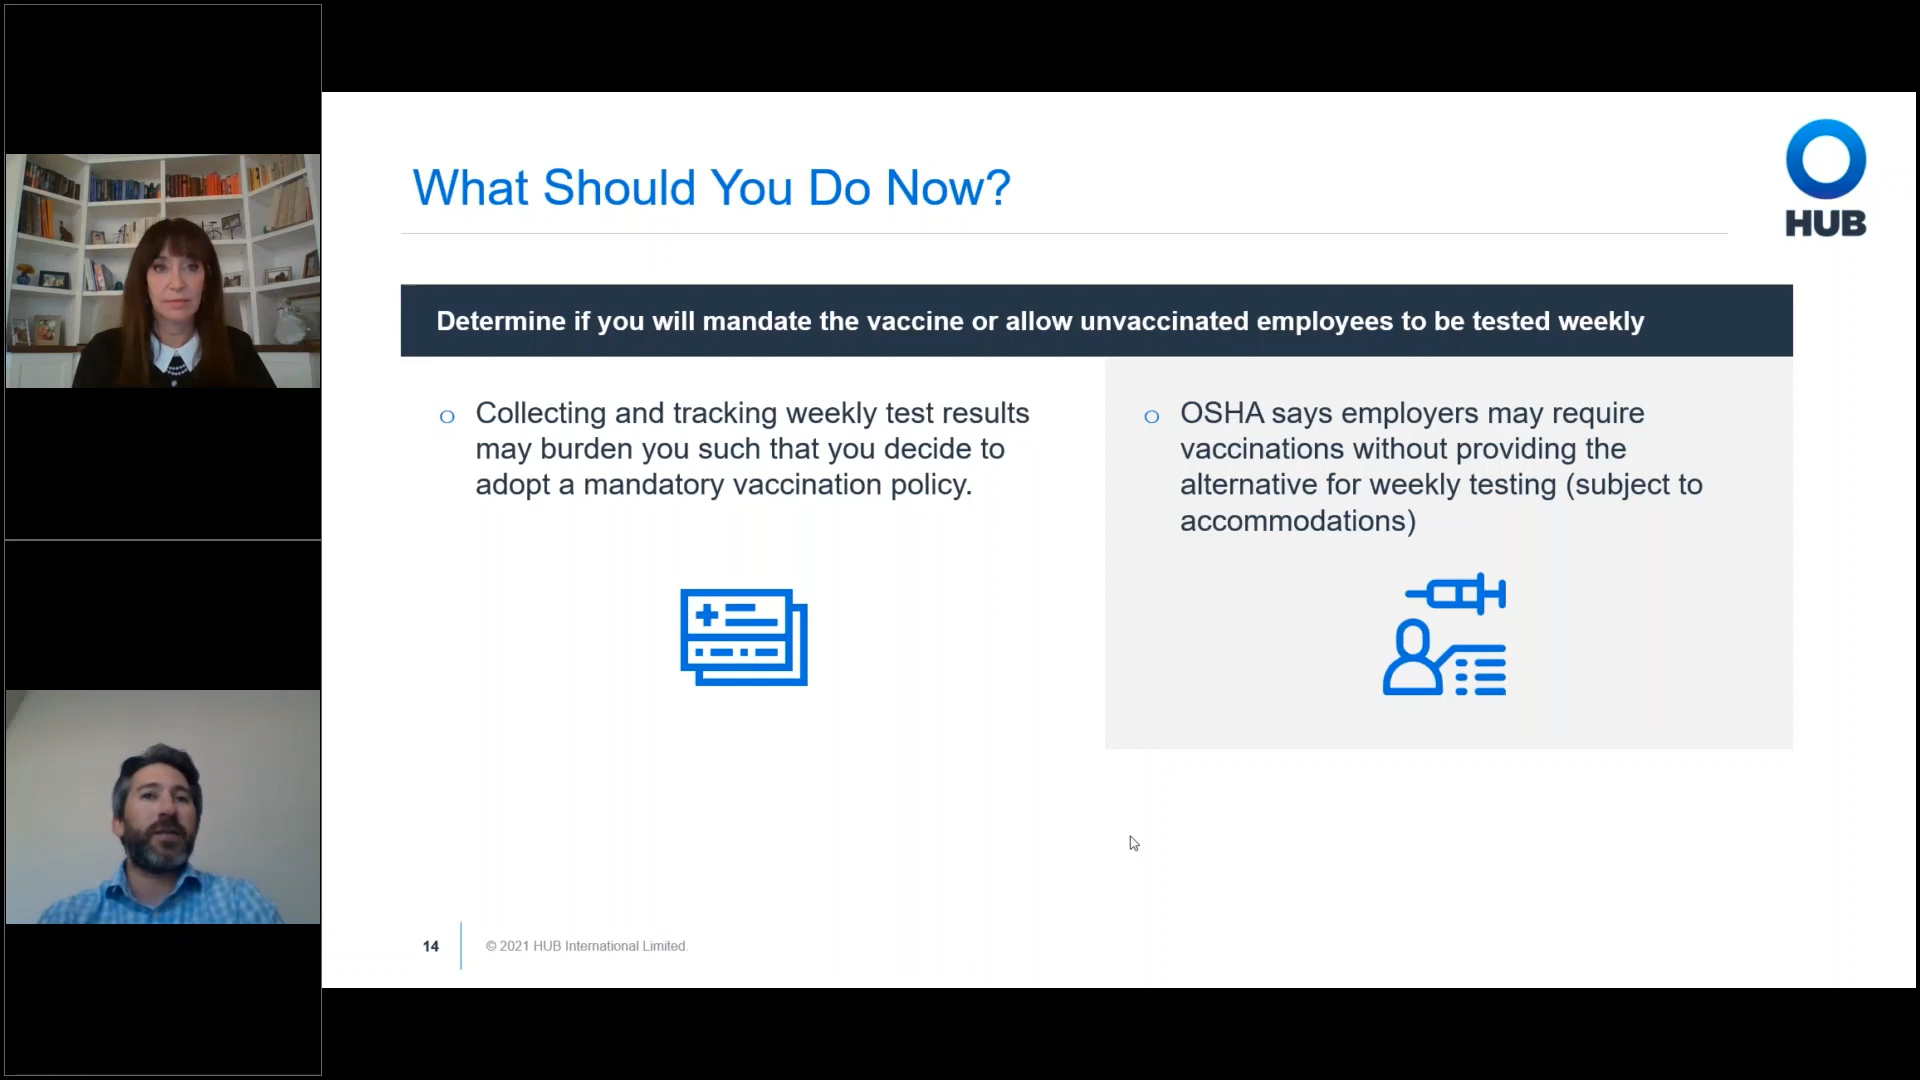 What Should You Do Now?
HUB
Determine if you will mandate the vaccine or allow unvaccinated employees to be tested weekly
o Collecting and tracking weekly test results
may burden you such that you decide to
adopt a mandatory vaccination policy.
o OSHA says employers may require
vaccinations without providing the
alternative for weekly testing (subject to
accommodations)
14
© 2021 HUB International Limited.